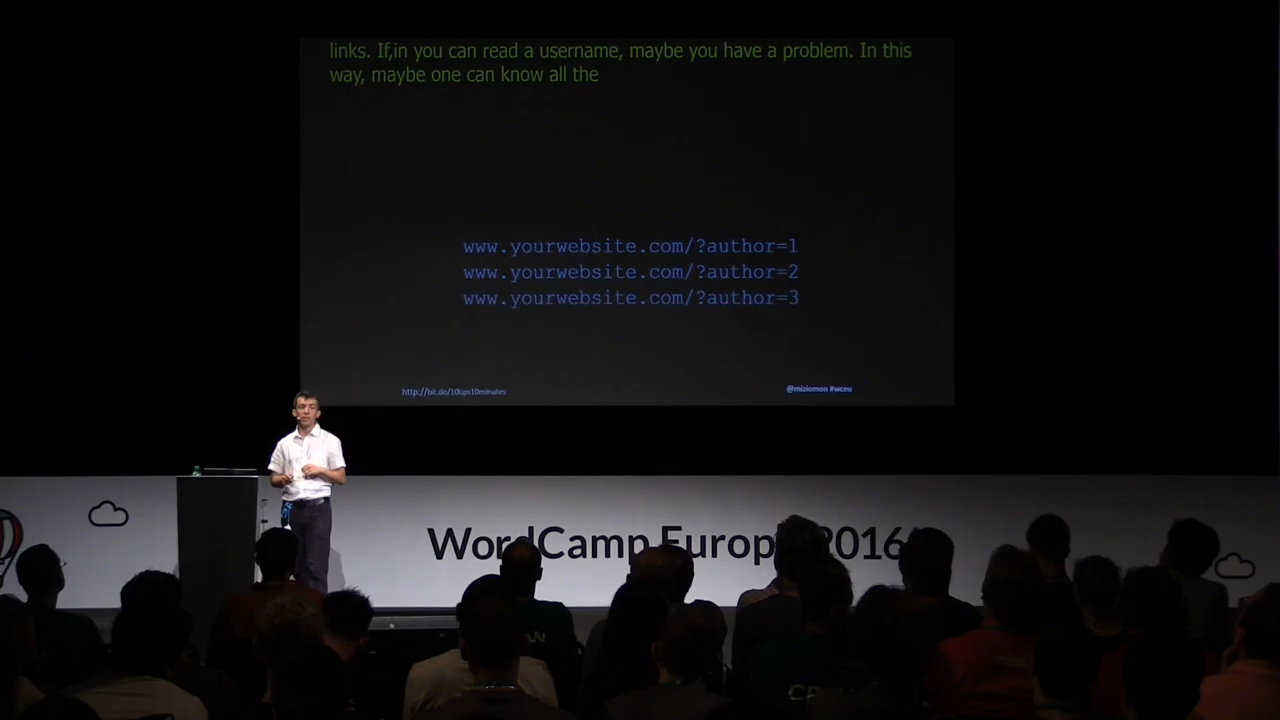 links. If,in you can read a username, maybe you have a problem. In this
way, maybe one can know all the
www.yourwebsite.com/?author=1
www.yourwebsite.com/?author=2
www.yourwebsite.com/?author=3
http://bit.do/10tips10minutes
@miziomon #wceu
WordCamp Europe 2016